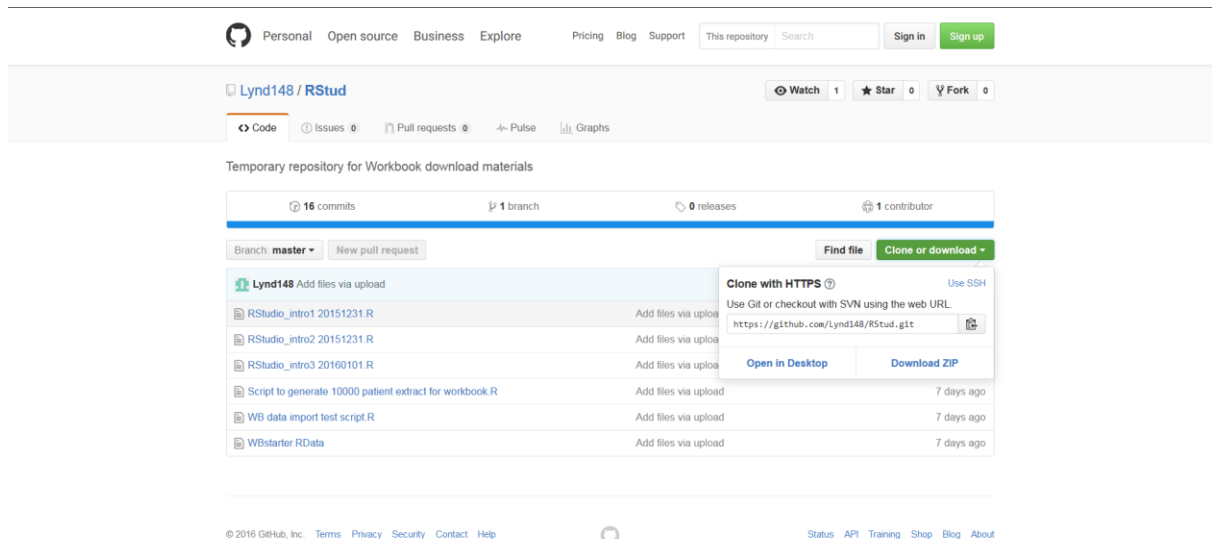 Personal Open source Business Explore Pricing Blog Support This repository Search Sign in Sign up
Lynd148 / RStud Watch 1 Star 0 Fork 0
Code Issues 0 Pull requests 0 Pulse Graphs
Temporary repository for Workbook download materials
16 commits 1 branch 0 releases 1 contributor
Branch: master New pull request Find file Clone or download
Lynd148 Add files via upload
Clone with HTTPS Use SSH
Use Git or checkout with SVN using the web URL.
https://github.com/Lynd148/RStud.git
Open in Desktop Download ZIP
RStudio_intro1 20151231.R Add files via uploa
RStudio_intro2 20151231.R Add files via uploa
RStudio_intro3 20160101.R Add files via uploa
Script to generate 10000 patient extract for workbook.R Add files via upload 7 days ago
WB data import test script.R Add files via upload 7 days ago
WBstarter.RData Add files via upload 7 days ago
© 2016 GitHub, Inc. Terms Privacy Security Contact Help Status API Training Shop Blog About